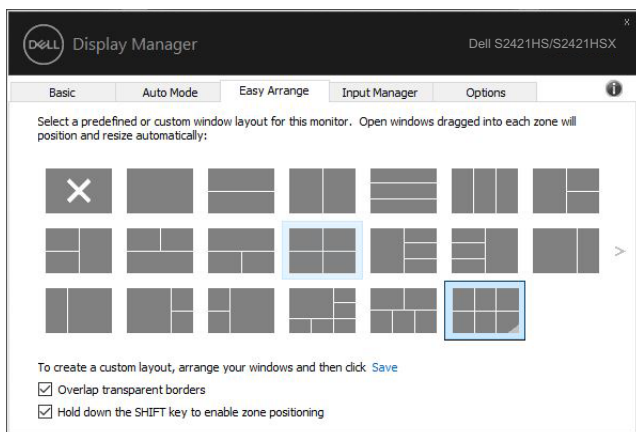 DELL Display Manager
Dell S2421HS/S2421HSX
x
Basic Auto Mode Easy Arrange Input Manager Options
Select a predefined or custom window layout for this monitor. Open windows dragged into each zone will
position and resize automatically:
>
To create a custom layout, arrange your windows and then click Save
Overlap transparent borders
Hold down the SHIFT key to enable zone positioning